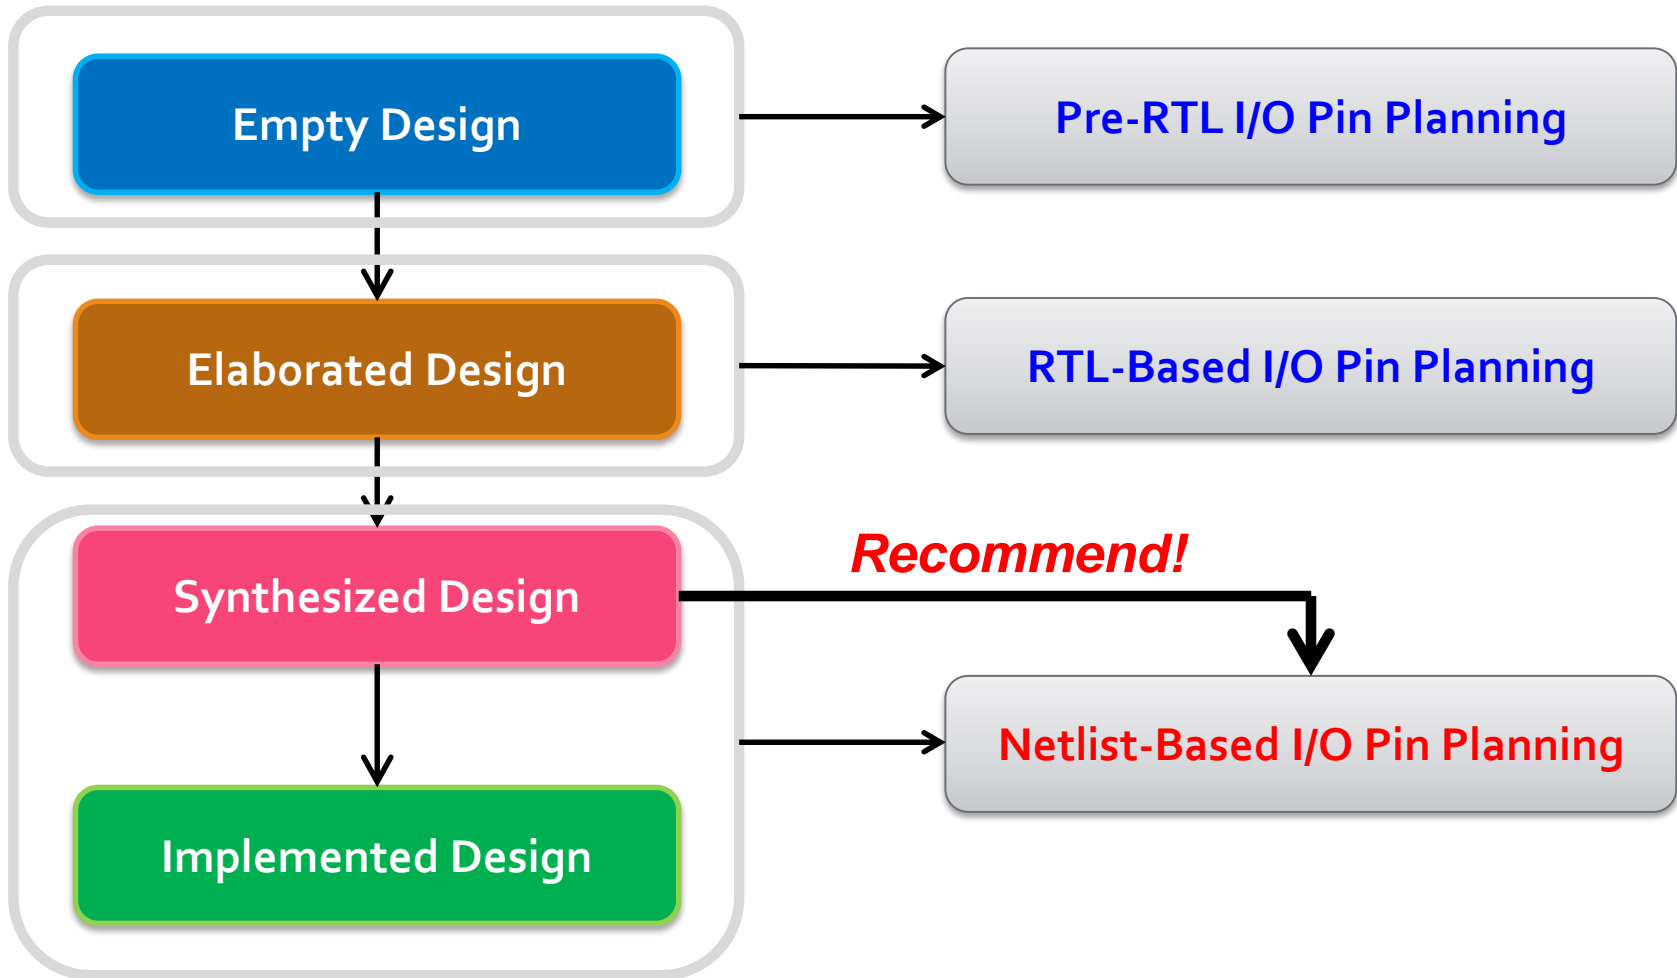 Empty Design
Pre-RTL I/O Pin Planning
Elaborated Design
RTL-Based I/O Pin Planning
Recommend!
Synthesized Design
Netlist-Based I/O Pin Planning
Implemented Design